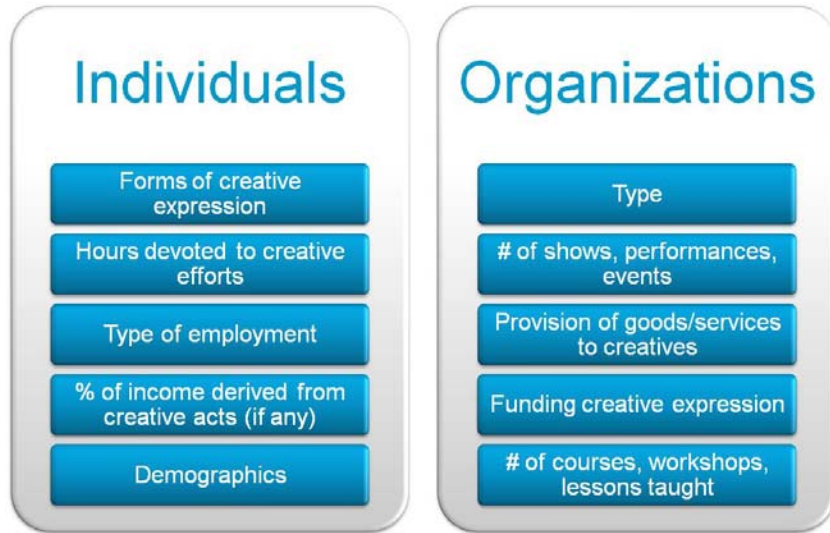 Individuals
Forms of creative
expression
Hours devoted to creative
efforts
Type of employment
% of income derived from
creative acts (if any)
Demographics
Organizations
Type
# of shows, performances,
events
Provision of goods/services
to creatives
Funding creative expression
# of courses, workshops,
lessons taught